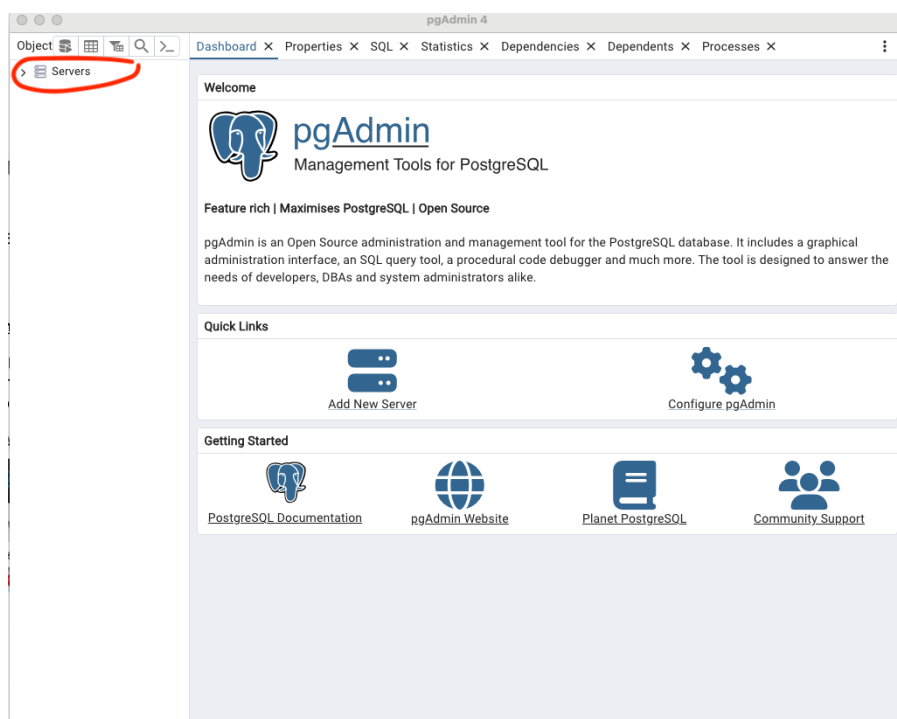 pgAdmin 4
Object
Dashboard Properties SQL Statistics Dependencies Dependents Processes
Servers
Welcome
pgAdmin
Management Tools for PostgreSQL
Feature rich | Maximises PostgreSQL | Open Source
pgAdmin is an Open Source administration and management tool for the PostgreSQL database. It includes a graphical
administration interface, an SQL query tool, a procedural code debugger and much more. The tool is designed to answer the
needs of developers, DBAs and system administrators alike.
Quick Links
Add New Server
Configure pgAdmin
Getting Started
PostgreSQL Documentation
pgAdmin Website
Planet PostgreSQL
Community Support